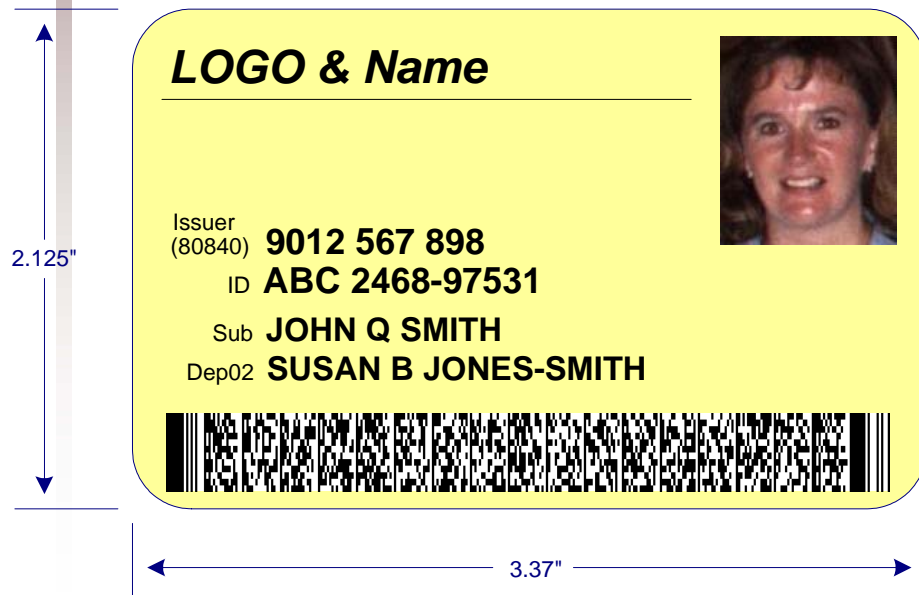 LOGO & Name
Issuer
(80840) 9012 567 898
ID ABC 2468-97531
Sub JOHN Q SMITH
Dep02 SUSAN B JONES-SMITH
2.125"
3.37"